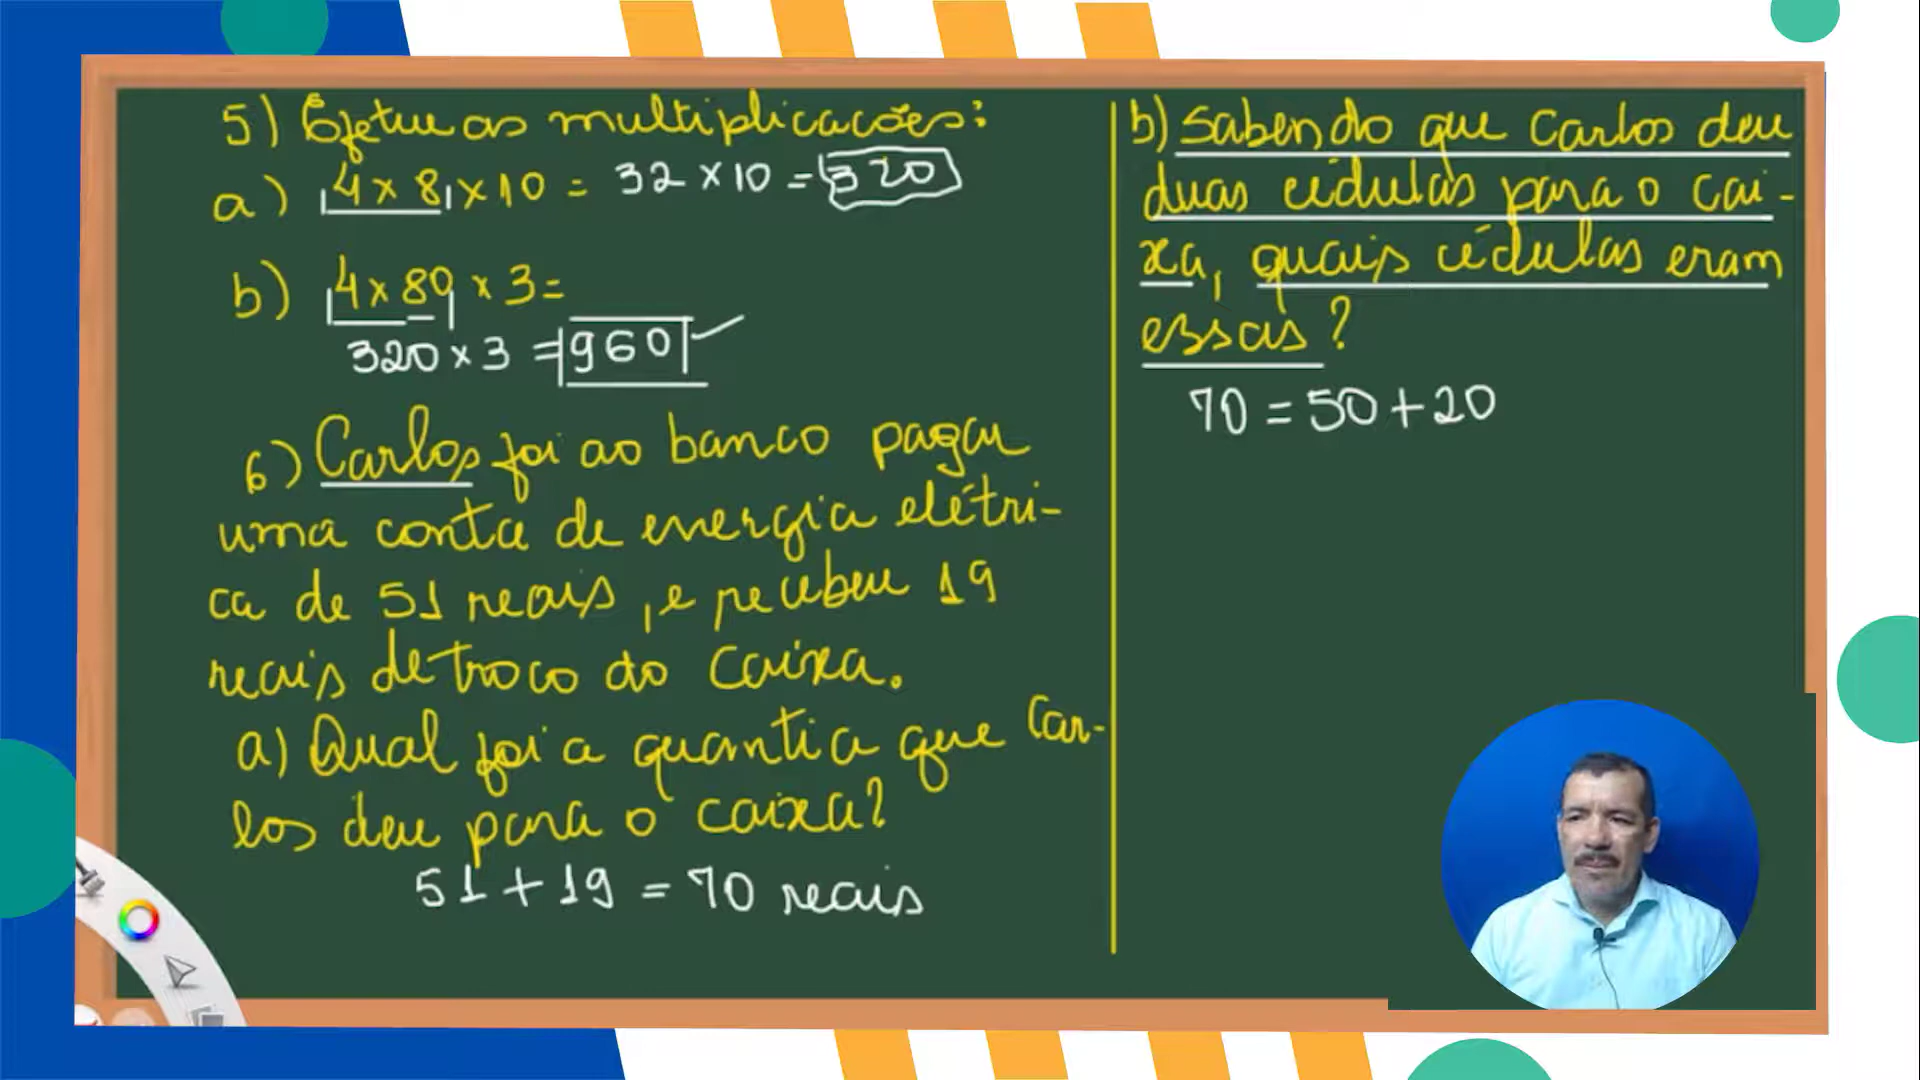 5) Efetue as multiplicacões:
a) 4 x 8 x 10 = 32 x 10 = 320
b) 4 x 80 x 3 =
320 x 3 = 960
6) Carlos foi ao banco pagar
uma conta de energia elétri-
ca de 51 reais, e recebeu 19
reais de troco do caixa.
a) Qual foi a quantia que Car-
los deu para o caixa?
51 + 19 = 70 reais
b) Sabendo que Carlos deu
duas cédulas para o cai-
xa, quais cédulas eram
essas?
70 = 50 + 20